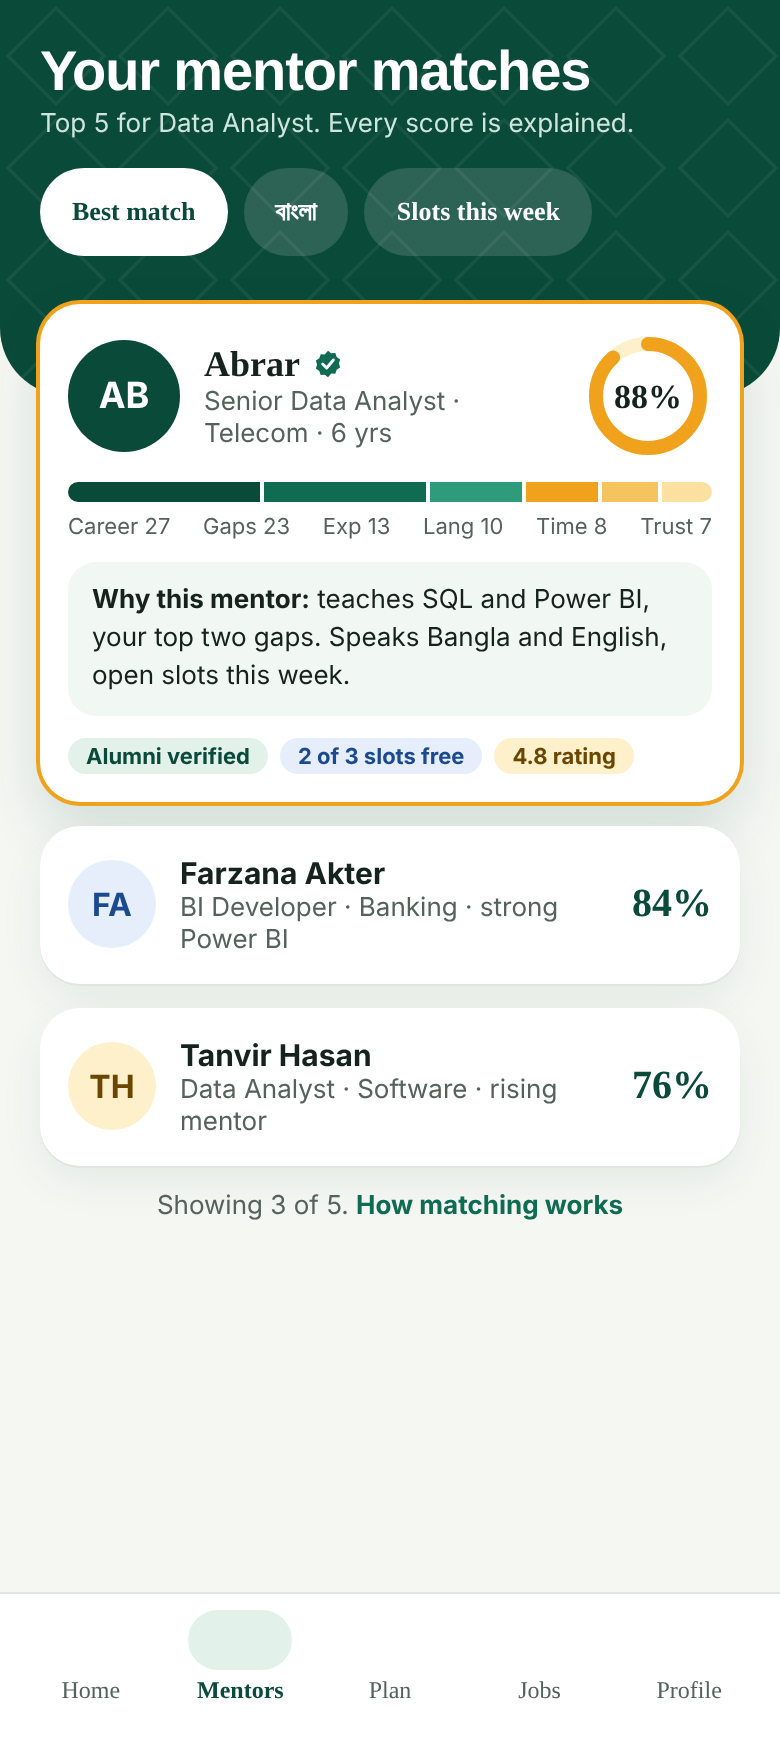 Your mentor matches
Top 5 for Data Analyst. Every score is explained.
Best match
বাংলা
Slots this week
AB
Abrar
Senior Data Analyst ·
Telecom · 6 yrs
88%
Career 27 Gaps 23 Exp 13 Lang 10 Time 8 Trust 7
Why this mentor: teaches SQL and Power BI,
your top two gaps. Speaks Bangla and English,
open slots this week.
Alumni verified
2 of 3 slots free
4.8 rating
FA
Farzana Akter
BI Developer · Banking · strong
Power BI
84%
TH
Tanvir Hasan
Data Analyst · Software · rising
mentor
76%
Showing 3 of 5. How matching works
Home
Mentors
Plan
Jobs
Profile